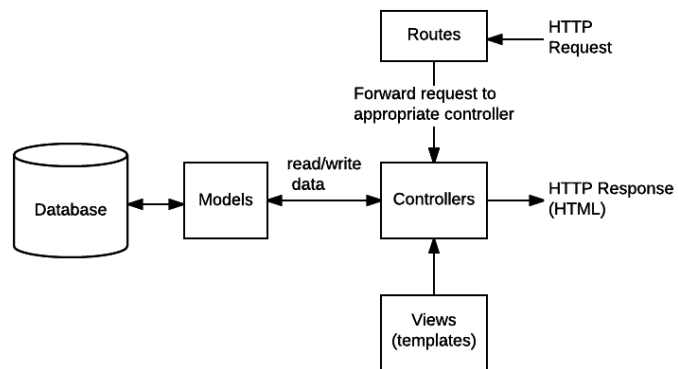 Routes
HTTP
Request
Forward request to
appropriate controller
Database
Models
read/write
data
Controllers
HTTP Response
(HTML)
Views
(templates)